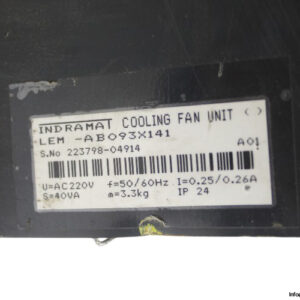 INDRAMAT COOLING FAN UNIT ( )
LEM -AB093X141
S.No 223798-04914
A01
U=AC220V f=50/60Hz I=0.25/0.26A
S=40VA m=3.3kg IP 24